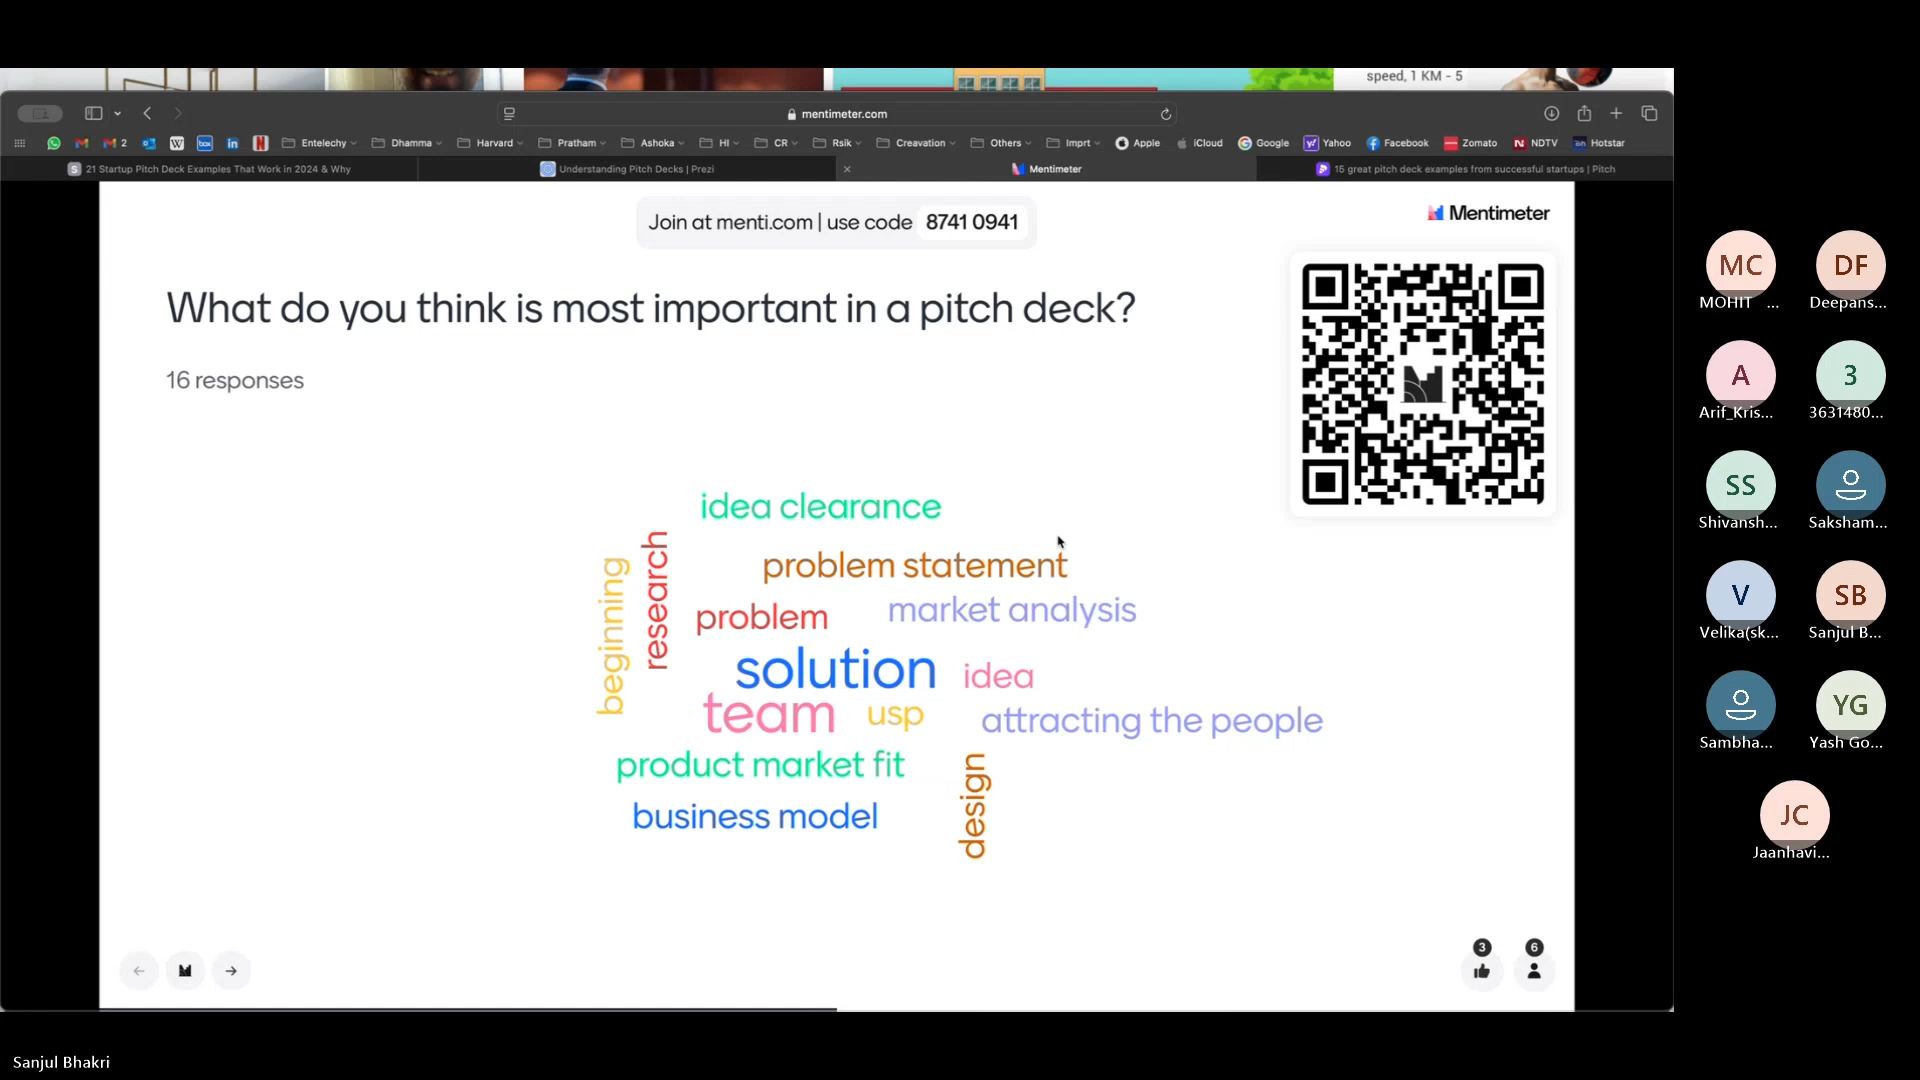 speed, 1 KM - 5
mentimeter.com
M 2
Entelechy
Dhamma
Harvard
Pratham
Ashoka
HI
CR
Rsik
Creavation
Others
Imprt
Apple
iCloud
Google
Yahoo
Facebook
Zomato
NDTV
Hotstar
21 Startup Pitch Deck Examples That Work in 2024 & Why
Understanding Pitch Decks | Prezi
Mentimeter
15 great pitch deck examples from successful startups | Pitch
Join at menti.com | use code 8741 0941
Mentimeter
What do you think is most important in a pitch deck?
16 responses
idea clearance
beginning
research
problem statement
problem
market analysis
solution
idea
team
usp
attracting the people
product market fit
design
business model
3
6
MC
MOHIT ...
DF
Deepans...
A
Arif_Kris...
3
3631480...
SS
Shivansh...
Saksham...
V
Velika(sk...
SB
Sanjul B...
Sambha...
YG
Yash Go...
JC
Jaanhavi...
Sanjul Bhakri